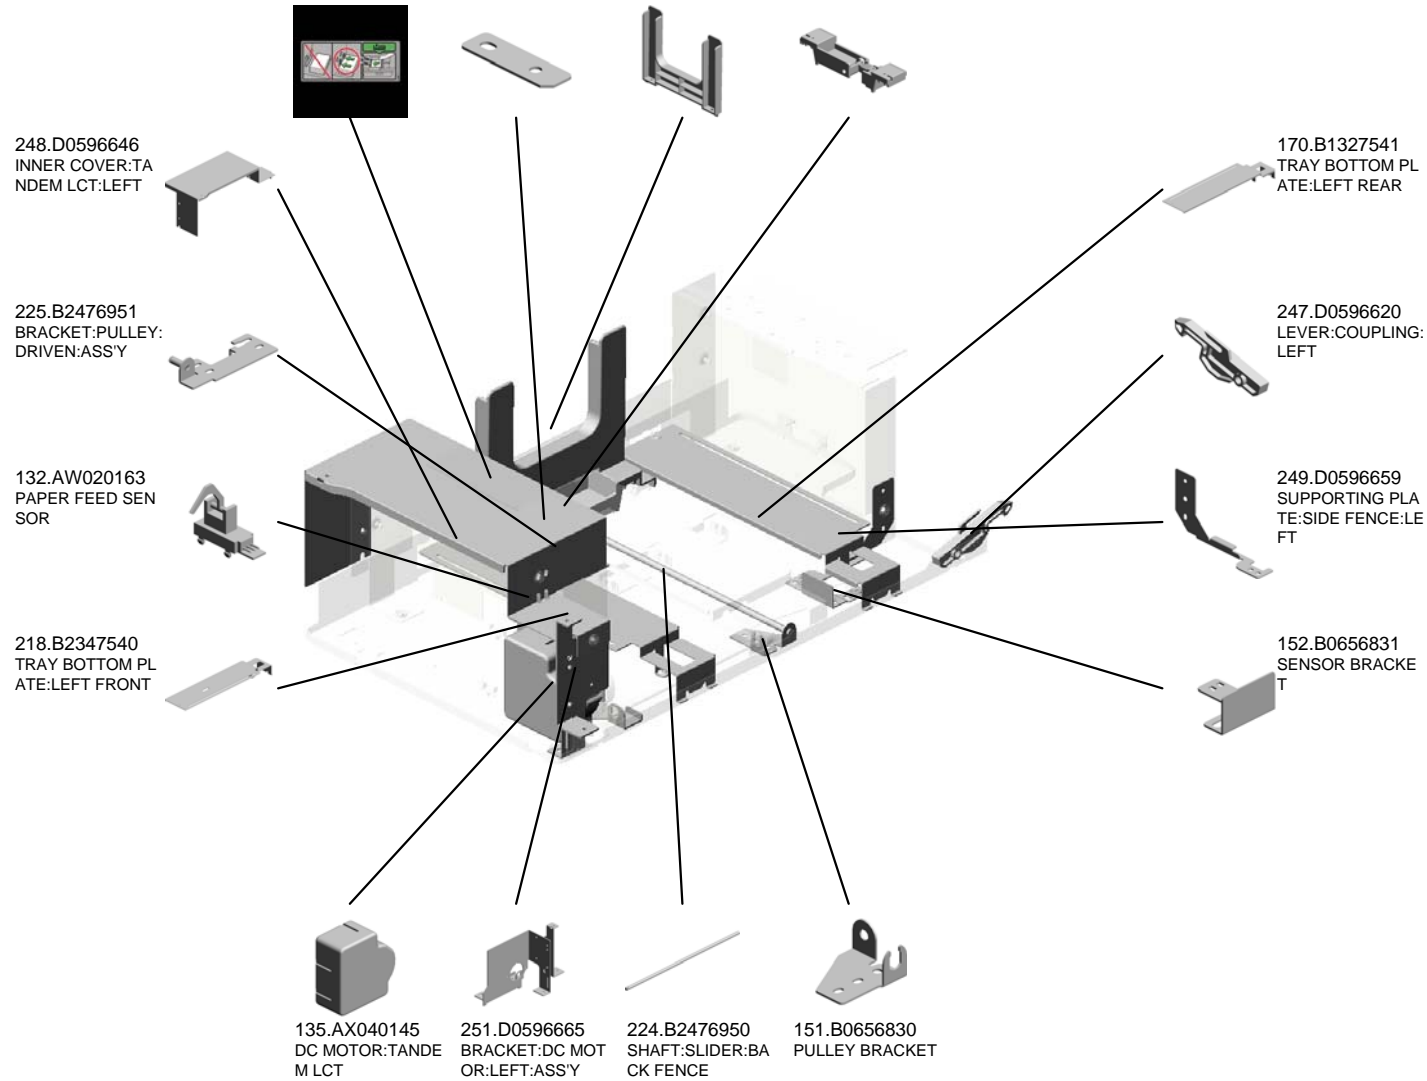 248.D0596646
INNER COVER:TA
NDEM LCT:LEFT
225.B2476951
BRACKET:PULLEY:
DRIVEN:ASS'Y
132.AW020163
PAPER FEED SEN
SOR
218.B2347540
TRAY BOTTOM PL
ATE:LEFT FRONT
170.B1327541
TRAY BOTTOM PL
ATE:LEFT REAR
247.D0596620
LEVER:COUPLING:
LEFT
249.D0596659
SUPPORTING PLA
TE:SIDE FENCE:LE
FT
152.B0656831
SENSOR BRACKE
T
135.AX040145
DC MOTOR:TANDE
M LCT
251.D0596665
BRACKET:DC MOT
OR:LEFT:ASS'Y
224.B2476950
SHAFT:SLIDER:BA
CK FENCE
151.B0656830
PULLEY BRACKET